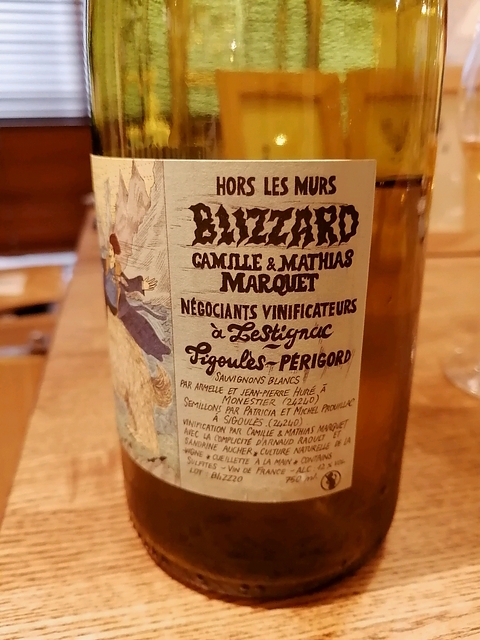 HORS LES MURS
BLIZZARD
CAMILLE & MATHIAS
MARQUET
NÉGOCIANTS VINIFICATEURS
à Lestignac
Sigoulès - PÉRIGORD
SAUVIGNONS BLANCS
PAR ARMELLE ET JEAN-PIERRE HURÉ À
MONESTIER (24240)
SEMILLONS PAR PATRICIA ET MICHEL PROUILLAC
À SIGOULÈS (24240)
VINIFICATION PAR CAMILLE & MATHIAS MARQUET
AVEC LA COMPLICITÉ D'ARNAUD RAOULT ET
SANDRINE AUCHER • CULTURE NATURELLE DE LA
VIGNE • CUEILLETTE À LA MAIN • CONTAINS
SULFITES - VIN DE FRANCE - ALC 12 % VOL
LOT BLIZZ20 750 ml